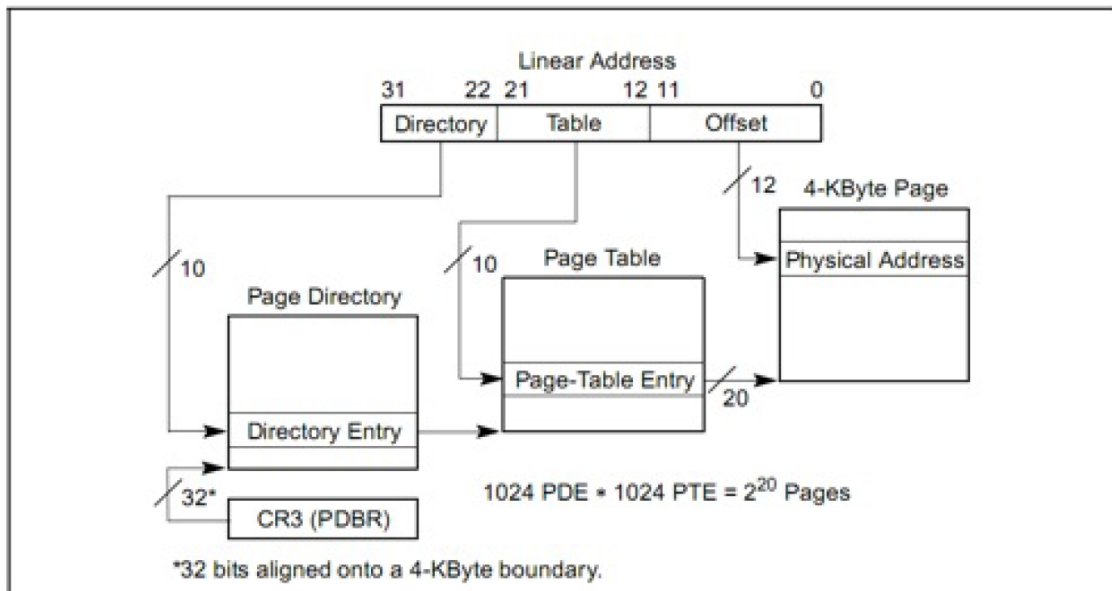 Linear Address
31 22 21 12 11 0
Directory Table Offset
12
4-KByte Page
Physical Address
10
10
Page Table
Page Directory
Page-Table Entry
20
Directory Entry
32*
CR3 (PDBR)
1024 PDE * 1024 PTE = 2²⁰ Pages
*32 bits aligned onto a 4-KByte boundary.